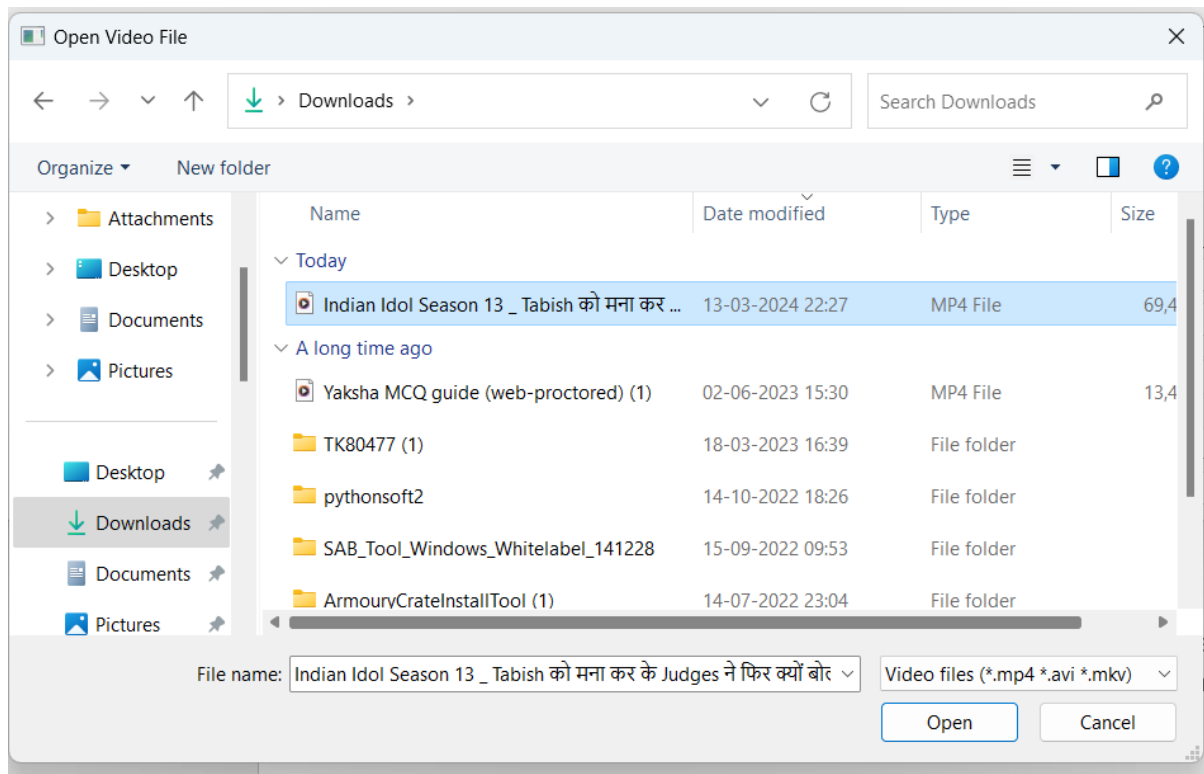 Open Video File
Downloads
Search Downloads
Organize New folder
Attachments
Desktop
Documents
Pictures
Desktop
Downloads
Documents
Pictures
Name Date modified Type Size
Today
Indian Idol Season 13 _ Tabish को मना कर ... 13-03-2024 22:27 MP4 File 69,4
A long time ago
Yaksha MCQ guide (web-proctored) (1) 02-06-2023 15:30 MP4 File 13,4
TK80477 (1) 18-03-2023 16:39 File folder
pythonsoft2 14-10-2022 18:26 File folder
SAB_Tool_Windows_Whitelabel_141228 15-09-2022 09:53 File folder
ArmouryCrateInstallTool (1) 14-07-2022 23:04 File folder
File name: Indian Idol Season 13 _ Tabish को मना कर के Judges ने फिर क्यों Video files (*.mp4 *.avi *.mkv)
Open Cancel